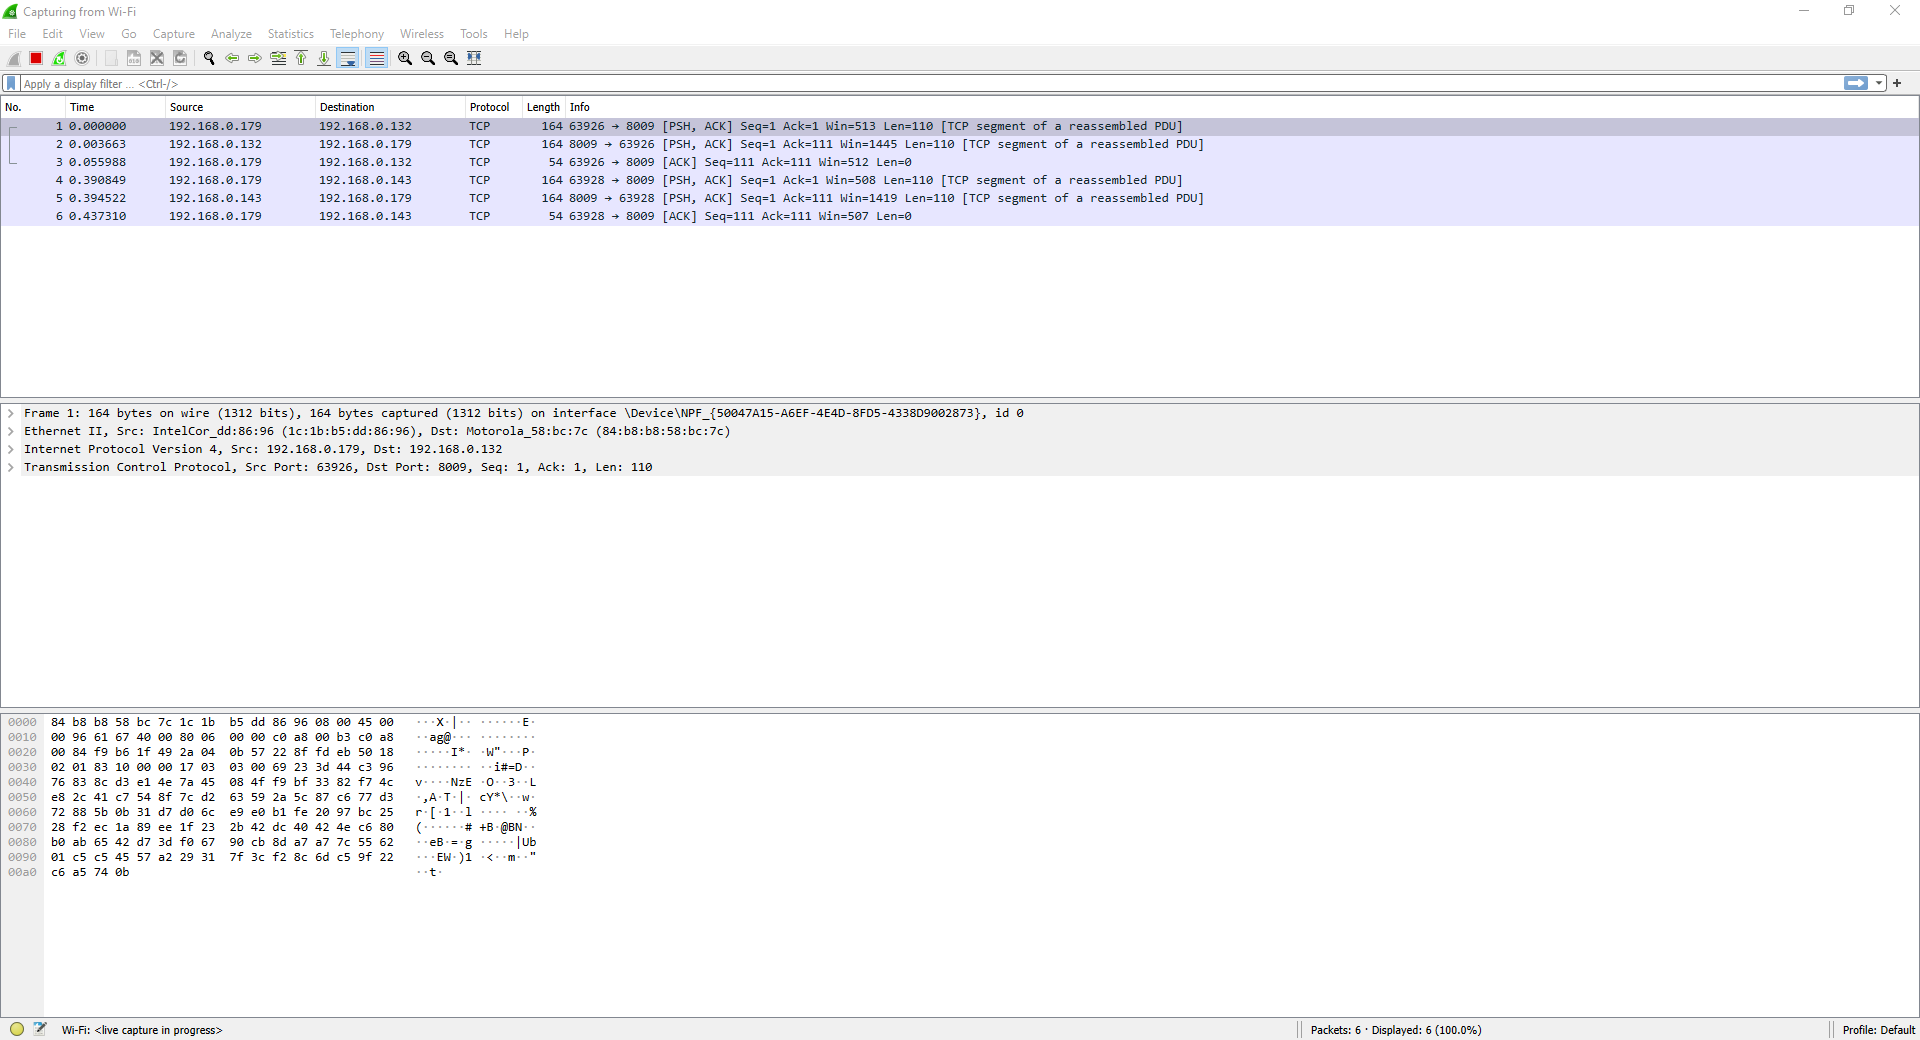 Capturing from Wi-Fi
File Edit View Go Capture Analyze Statistics Telephony Wireless Tools Help
Apply a display filter ... <Ctrl-/>
No. Time Source Destination Protocol Length Info
1 0.000000 192.168.0.179 192.168.0.132 TCP 164 63926 → 8009 [PSH, ACK] Seq=1 Ack=1 Win=513 Len=110 [TCP segment of a reassembled PDU]
2 0.003663 192.168.0.132 192.168.0.179 TCP 164 8009 → 63926 [PSH, ACK] Seq=1 Ack=111 Win=1445 Len=110 [TCP segment of a reassembled PDU]
3 0.055988 192.168.0.179 192.168.0.132 TCP 54 63926 → 8009 [ACK] Seq=111 Ack=111 Win=512 Len=0
4 0.390849 192.168.0.179 192.168.0.143 TCP 164 63928 → 8009 [PSH, ACK] Seq=1 Ack=1 Win=508 Len=110 [TCP segment of a reassembled PDU]
5 0.394522 192.168.0.143 192.168.0.179 TCP 164 8009 → 63928 [PSH, ACK] Seq=1 Ack=111 Win=1419 Len=110 [TCP segment of a reassembled PDU]
6 0.437310 192.168.0.179 192.168.0.143 TCP 54 63928 → 8009 [ACK] Seq=111 Ack=111 Win=507 Len=0
Frame 1: 164 bytes on wire (1312 bits), 164 bytes captured (1312 bits) on interface \Device\NPF_{50047A15-A6EF-4E4D-8FD5-4338D9002873}, id 0
Ethernet II, Src: IntelCor_dd:86:96 (1c:1b:b5:dd:86:96), Dst: Motorola_58:bc:7c (84:b8:b8:58:bc:7c)
Internet Protocol Version 4, Src: 192.168.0.179, Dst: 192.168.0.132
Transmission Control Protocol, Src Port: 63926, Dst Port: 8009, Seq: 1, Ack: 1, Len: 110
0000 84 b8 b8 58 bc 7c 1c 1b b5 dd 86 96 08 00 45 00 ···X·|·· ······E·
0010 00 96 61 67 40 00 80 06 00 00 c0 a8 00 b3 c0 a8 ··ag@··· ········
0020 00 84 f9 b6 1f 49 2a 04 0b 57 22 8f fd eb 50 18 ·····I*· ·W"···P·
0030 02 01 83 10 00 00 17 03 03 00 69 23 3d 44 c3 96 ········ ··i#=D··
0040 76 83 8c d3 e1 4e 7a 45 08 4f f9 bf 33 82 f7 4c v····NzE ·O··3··L
0050 e8 2c 41 c7 54 8f 7c d2 63 59 2a 5c 87 c6 77 d3 ·,A·T·|· cY*\··w·
0060 72 88 5b 0b 31 d7 d0 6c e9 e0 b1 fe 20 97 bc 25 r·[·1··l ···· ··%
0070 28 f2 ec 1a 89 ee 1f 23 2b 42 dc 40 42 4e c6 80 (······# +B·@BN··
0080 b0 ab 65 42 d7 3d f0 67 90 cb 8d a7 a7 7c 55 62 ··eB·=·g ·····|Ub
0090 01 c5 c5 45 57 a2 29 31 7f 3c f2 8c 6d c5 9f 22 ···EW·)1 ·<··m··"
00a0 c6 a5 74 0b ··t·
Wi-Fi: <live capture in progress> Packets: 6 · Displayed: 6 (100.0%) Profile: Default